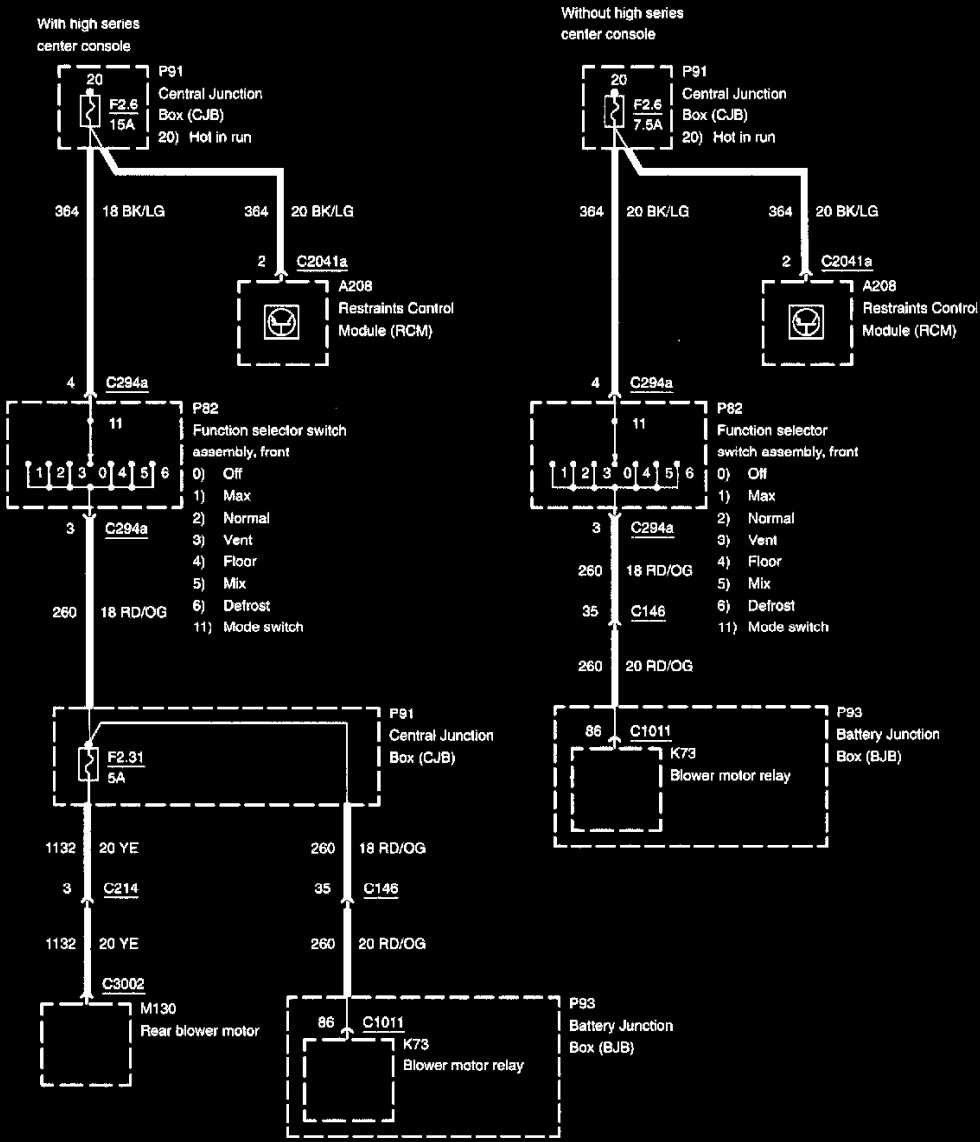 With high series
center console
20
F2.6
15A
P91
Central Junction
Box (CJB)
20) Hot in run
364
18 BK/LG
364
20 BK/LG
2
C2041a
A208
Restraints Control
Module (RCM)
4
C294a
11
1 2 3 0 4 5 6
P82
Function selector switch
assembly, front
0) Off
1) Max
2) Normal
3) Vent
4) Floor
5) Mix
6) Defrost
11) Mode switch
3
C294a
260
18 RD/OG
P91
Central Junction
Box (CJB)
F2.31
5A
1132
20 YE
260
18 RD/OG
3
C214
35
C146
1132
20 YE
260
20 RD/OG
C3002
M130
Rear blower motor
86
C1011
K73
Blower motor relay
P93
Battery Junction
Box (BJB)
Without high series
center console
20
F2.6
7.5A
P91
Central Junction
Box (CJB)
20) Hot in run
364
20 BK/LG
364
20 BK/LG
2
C2041a
A208
Restraints Control
Module (RCM)
4
C294a
11
1 2 3 0 4 5 6
P82
Function selector
switch assembly, front
0) Off
1) Max
2) Normal
3) Vent
4) Floor
5) Mix
6) Defrost
11) Mode switch
3
C294a
260
18 RD/OG
35
C146
260
20 RD/OG
86
C1011
K73
Blower motor relay
P93
Battery Junction
Box (BJB)